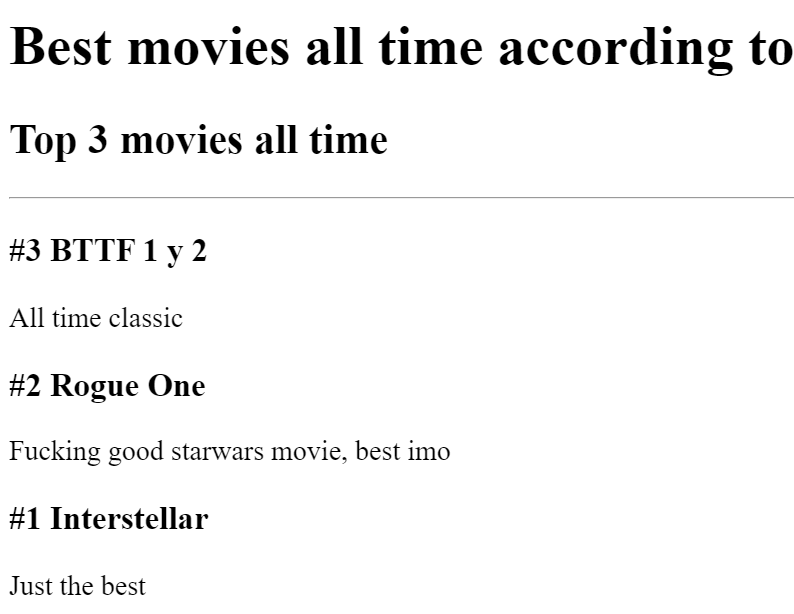 Best movies all time according to
Top 3 movies all time
#3 BTTF 1 y 2
All time classic
#2 Rogue One
Fucking good starwars movie, best imo
#1 Interstellar
Just the best